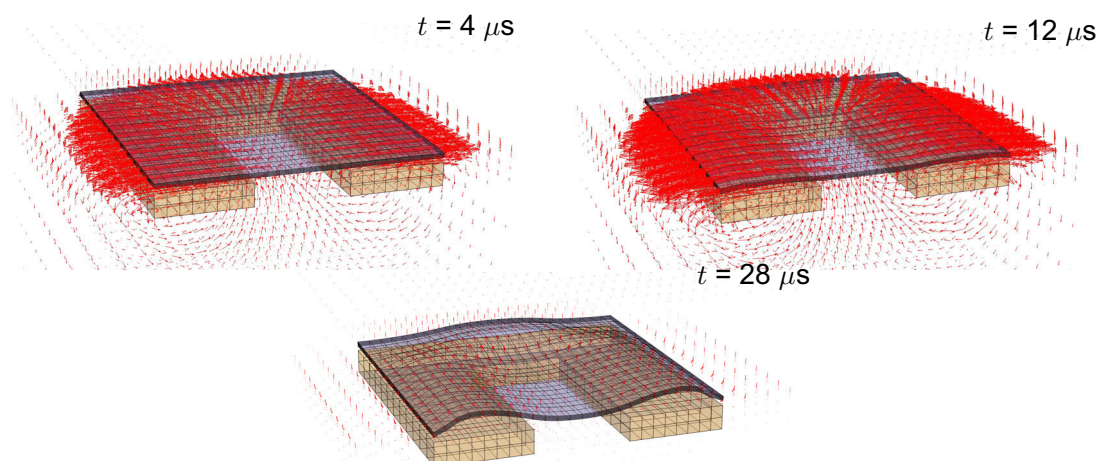 t = 4 μs
t = 12 μs
t = 28 μs